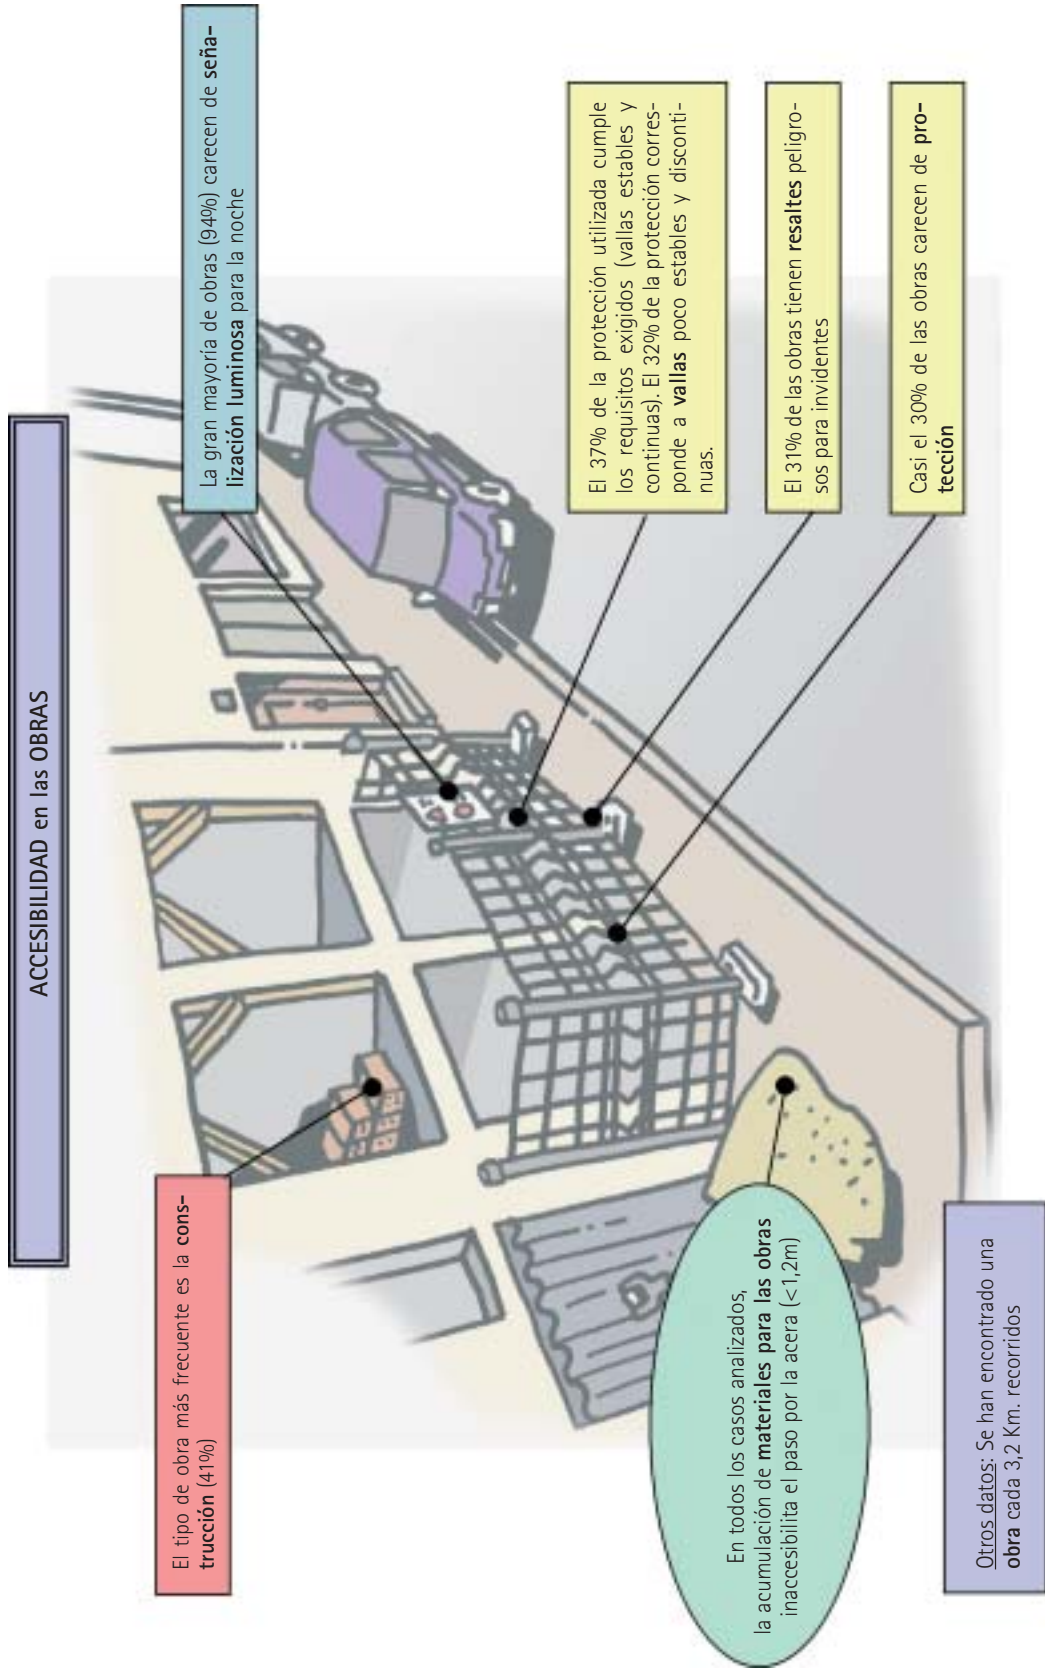 ACCESIBILIDAD en las OBRAS
El tipo de obra más frecuente es la cons-
trucción (41%)
La gran mayoría de obras (94%) carecen de seña-
lización luminosa para la noche
El 37% de la protección utilizada cumple
los requisitos exigidos (vallas estables y
continuas). El 32% de la protección corres-
ponde a vallas poco estables y disconti-
nuas.
El 31% de las obras tienen resaltes peligro-
sos para invidentes
Casi el 30% de las obras carecen de pro-
tección
En todos los casos analizados,
la acumulación de materiales para las obras
inaccesibilita el paso por la acera (<1,2m)
Otros datos: Se han encontrado una
obra cada 3,2 Km. recorridos